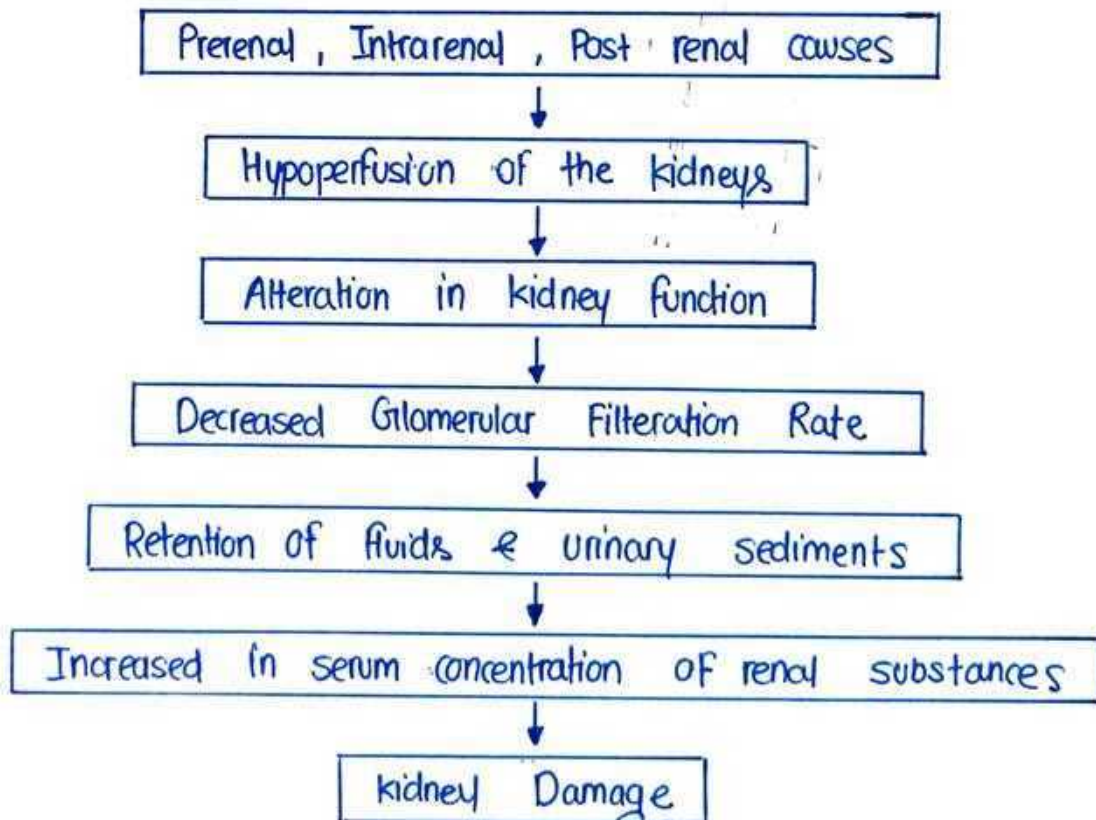 Prerenal , Intrarenal , Post renal causes
Hypoperfusion of the kidneys
Alteration in kidney function
Decreased Glomerular Filteration Rate
Retention of fluids & urinary sediments
Increased in serum concentration of renal substances
kidney Damage